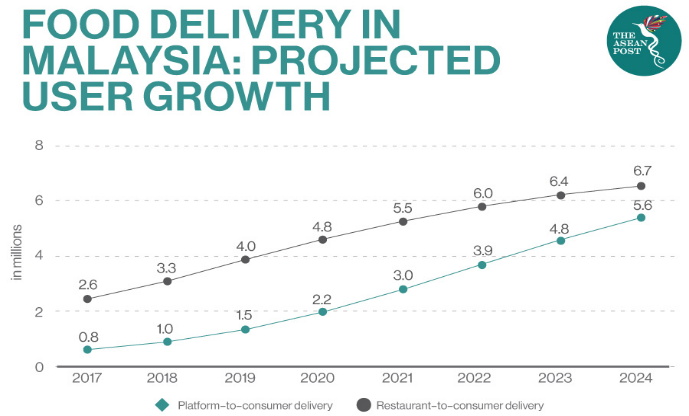 FOOD DELIVERY IN
MALAYSIA: PROJECTED
USER GROWTH
THE
ASEAN
POST
in millions
8
6
4
2
0
2.6
3.3
4.0
4.8
5.5
6.0
6.4
6.7
0.8
1.0
1.5
2.2
3.0
3.9
4.8
5.6
2017 2018 2019 2020 2021 2022 2023 2024
Platform-to-consumer delivery Restaurant-to-consumer delivery